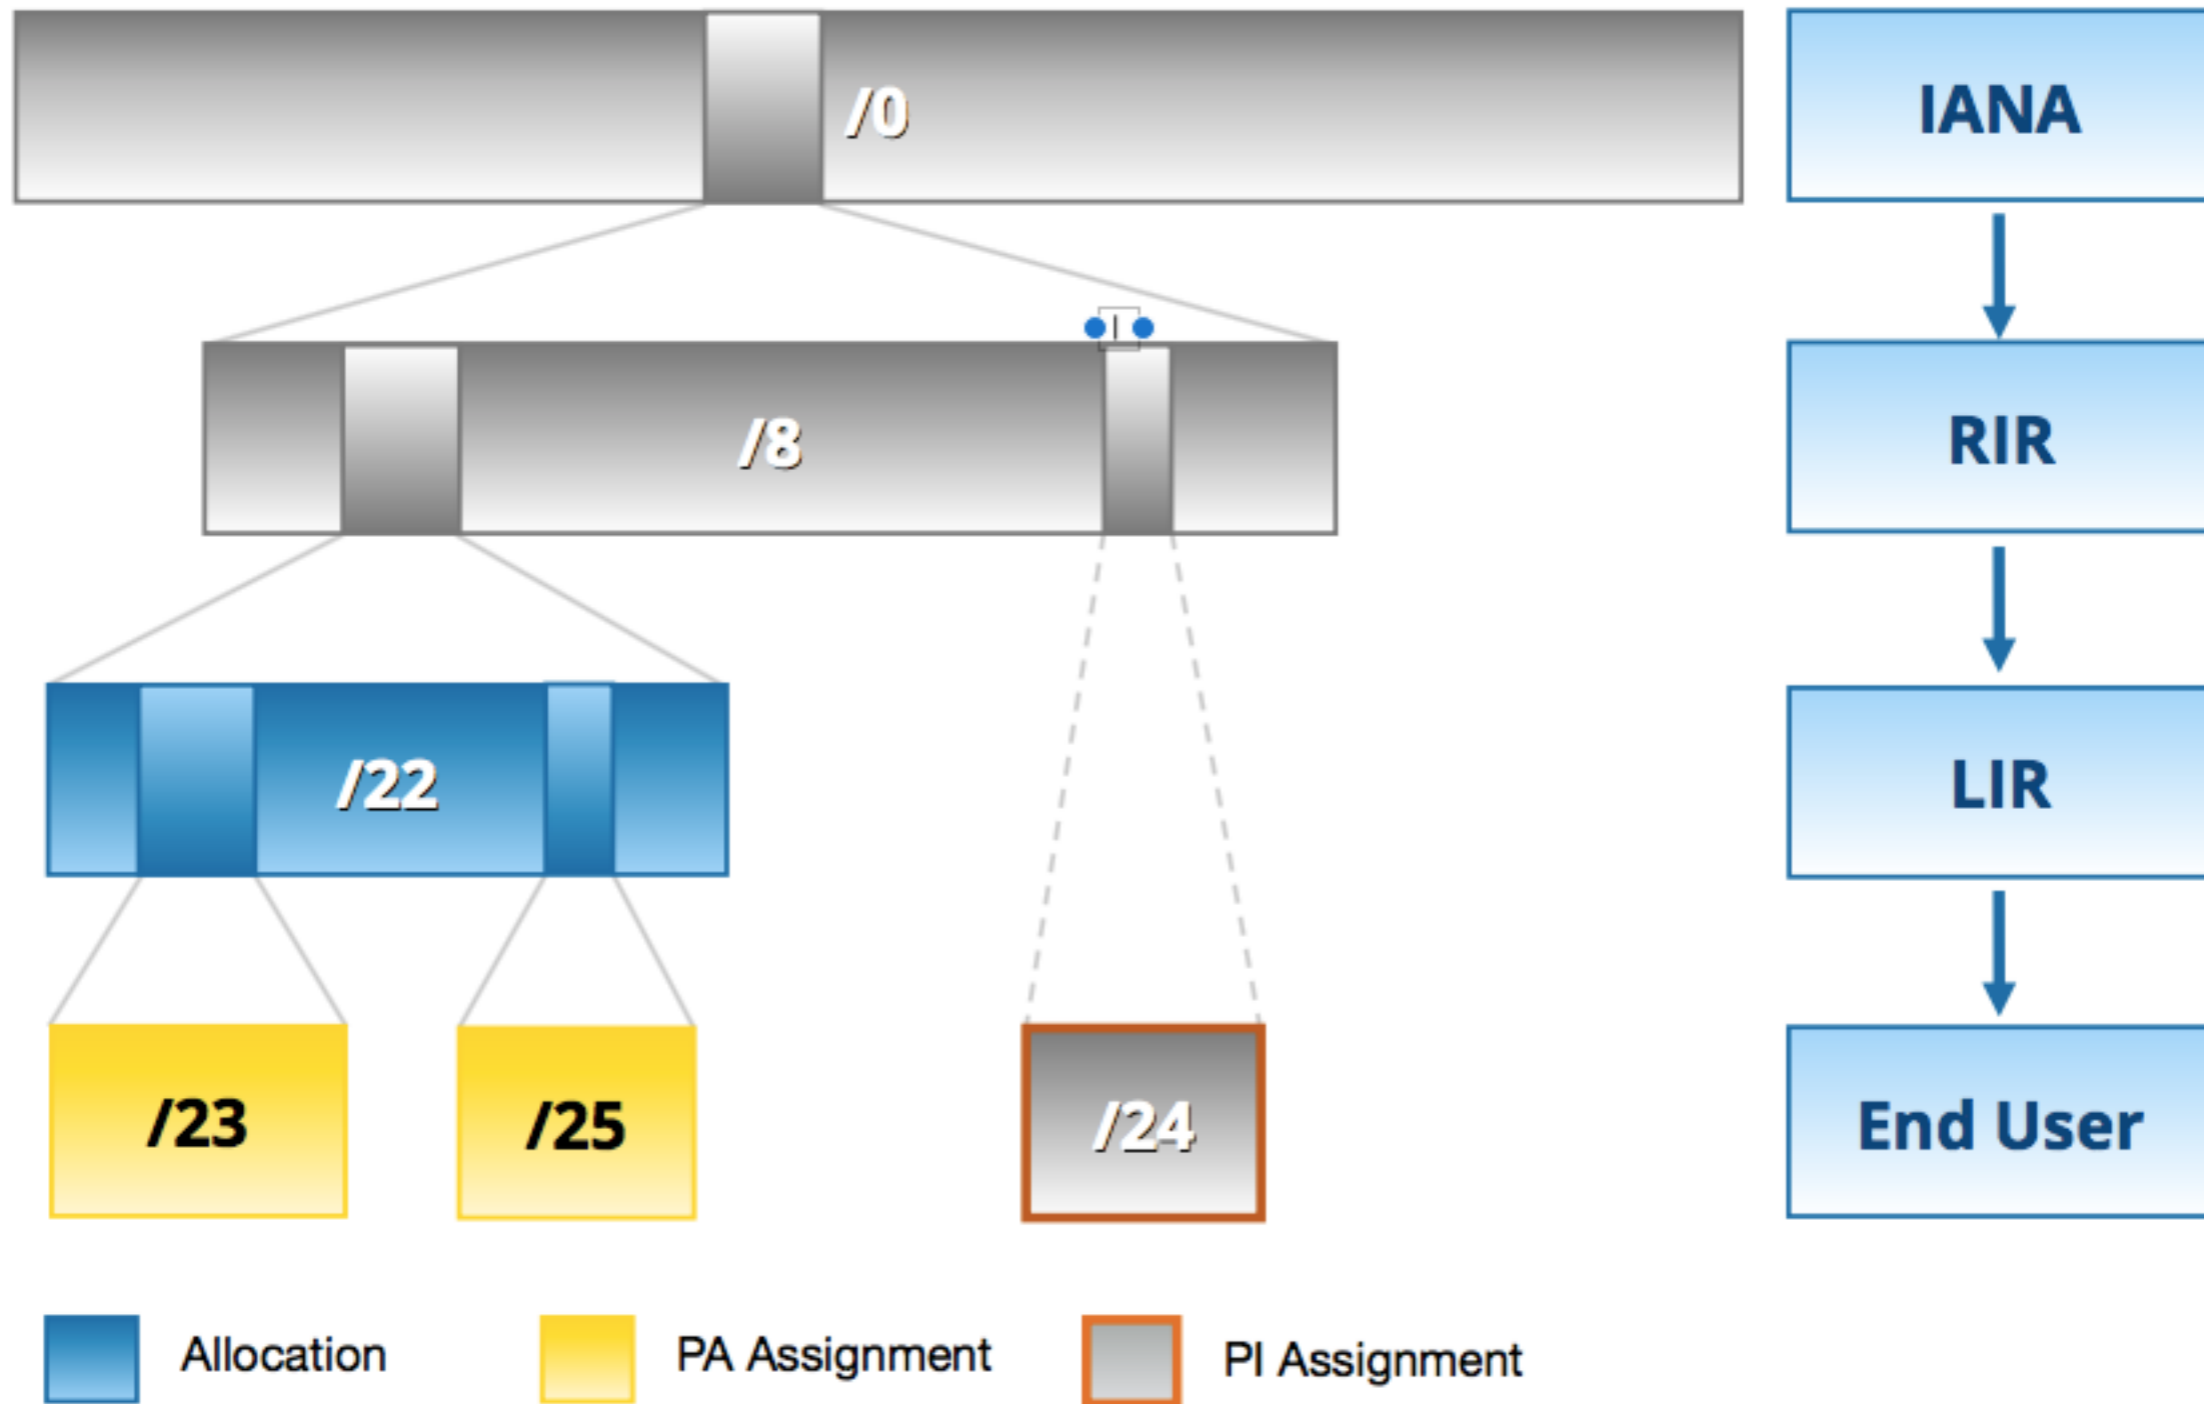 /0
IANA
/8
RIR
/22
LIR
/23
/25
/24
End User
Allocation
PA Assignment
PI Assignment